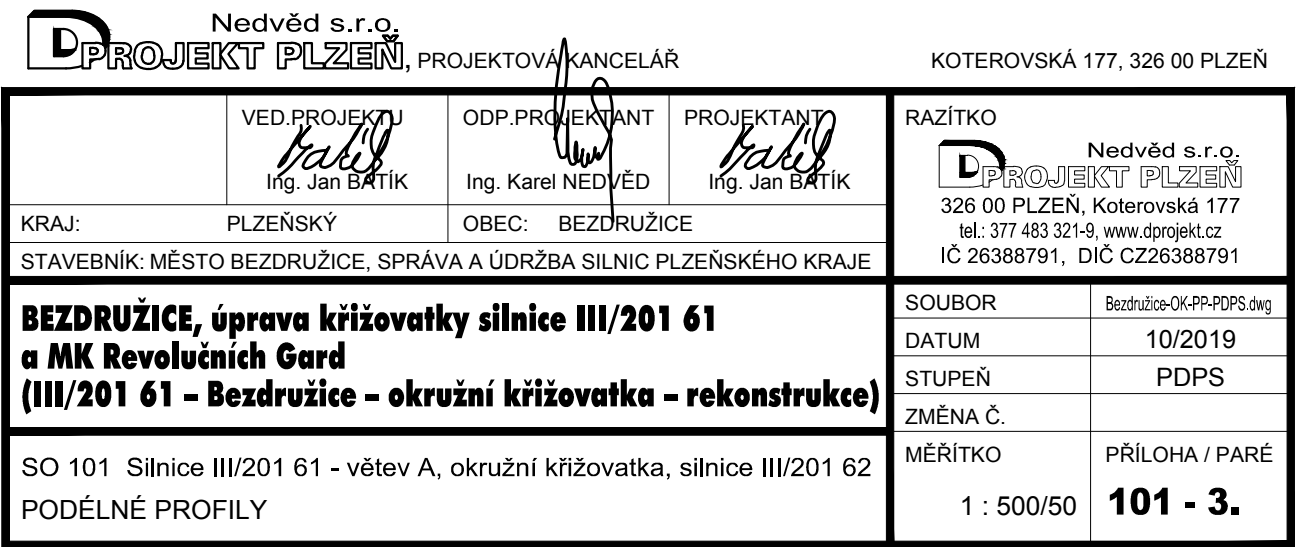 Nedvěd s.r.o.
DPROJEKT PLZEŇ, PROJEKTOVÁ KANCELÁŘ
KOTEROVSKÁ 177, 326 00 PLZEŇ
VED.PROJEKTU
Ing. Jan BATÍK
ODP.PROJEKTANT
Ing. Karel NEDVĚD
PROJEKTANT
Ing. Jan BATÍK
KRAJ: PLZEŇSKÝ
OBEC: BEZDRUŽICE
STAVEBNÍK: MĚSTO BEZDRUŽICE, SPRÁVA A ÚDRŽBA SILNIC PLZEŇSKÉHO KRAJE
RAZÍTKO
Nedvěd s.r.o.
DPROJEKT PLZEŇ
326 00 PLZEŇ, Koterovská 177
tel.: 377 483 321-9, www.dprojekt.cz
IČ 26388791, DIČ CZ26388791
BEZDRUŽICE, úprava křižovatky silnice III/201 61
a MK Revolučních Gard
(III/201 61 – Bezdružice – okružní křižovatka – rekonstrukce)
SOUBOR Bezdružice-OK-PP-PDPS.dwg
DATUM 10/2019
STUPEŇ PDPS
ZMĚNA Č.
SO 101 Silnice III/201 61 - větev A, okružní křižovatka, silnice III/201 62
PODÉLNÉ PROFILY
MĚŘÍTKO
1 : 500/50
PŘÍLOHA / PARÉ
101 - 3.